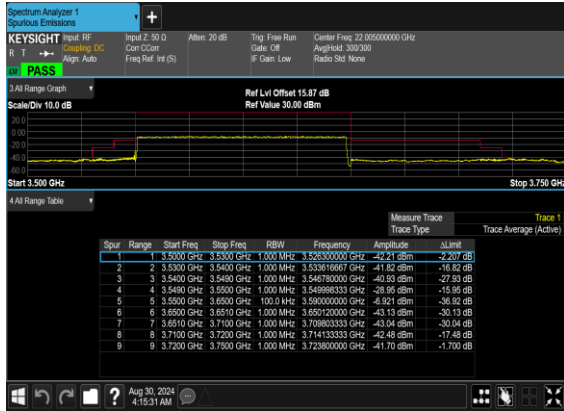 Spectrum Analyzer 1
Spurious Emissions
+
KEYSIGHT Input: RF Input Z: 50 Ω Atten: 20 dB Trig: Free Run Center Freq: 22.005000000 GHz
R T Coupling: DC Corr CCorr Gate: Off Avg|Hold: 300/300
Align: Auto Freq Ref: Int (S) IF Gain: Low Radio Std: None
PASS
3 All Range Graph
Ref Lvl Offset 15.87 dB
Scale/Div 10.0 dB Ref Value 30.00 dBm
20.0
0.00
-20.0
-40.0
-60.0
Start 3.500 GHz Stop 3.750 GHz
4 All Range Table
Measure Trace Trace 1
Trace Type Trace Average (Active)
Spur Range Start Freq Stop Freq RBW Frequency Amplitude ΔLimit
1 1 3.5000 GHz 3.5300 GHz 1.000 MHz 3.526300000 GHz -42.21 dBm -2.207 dB
2 2 3.5300 GHz 3.5400 GHz 1.000 MHz 3.533616667 GHz -41.82 dBm -16.82 dB
3 3 3.5400 GHz 3.5490 GHz 1.000 MHz 3.546780000 GHz -40.93 dBm -27.93 dB
4 4 3.5490 GHz 3.5500 GHz 1.000 MHz 3.549998333 GHz -28.95 dBm -15.95 dB
5 5 3.5500 GHz 3.6500 GHz 100.0 kHz 3.590000000 GHz -6.921 dBm -36.92 dB
6 6 3.6500 GHz 3.6510 GHz 1.000 MHz 3.650120000 GHz -43.13 dBm -30.13 dB
7 7 3.6510 GHz 3.7100 GHz 1.000 MHz 3.709803333 GHz -43.04 dBm -30.04 dB
8 8 3.7100 GHz 3.7200 GHz 1.000 MHz 3.714133333 GHz -42.48 dBm -17.48 dB
9 9 3.7200 GHz 3.7500 GHz 1.000 MHz 3.723800000 GHz -41.70 dBm -1.700 dB
? Aug 30, 2024
4:15:31 AM